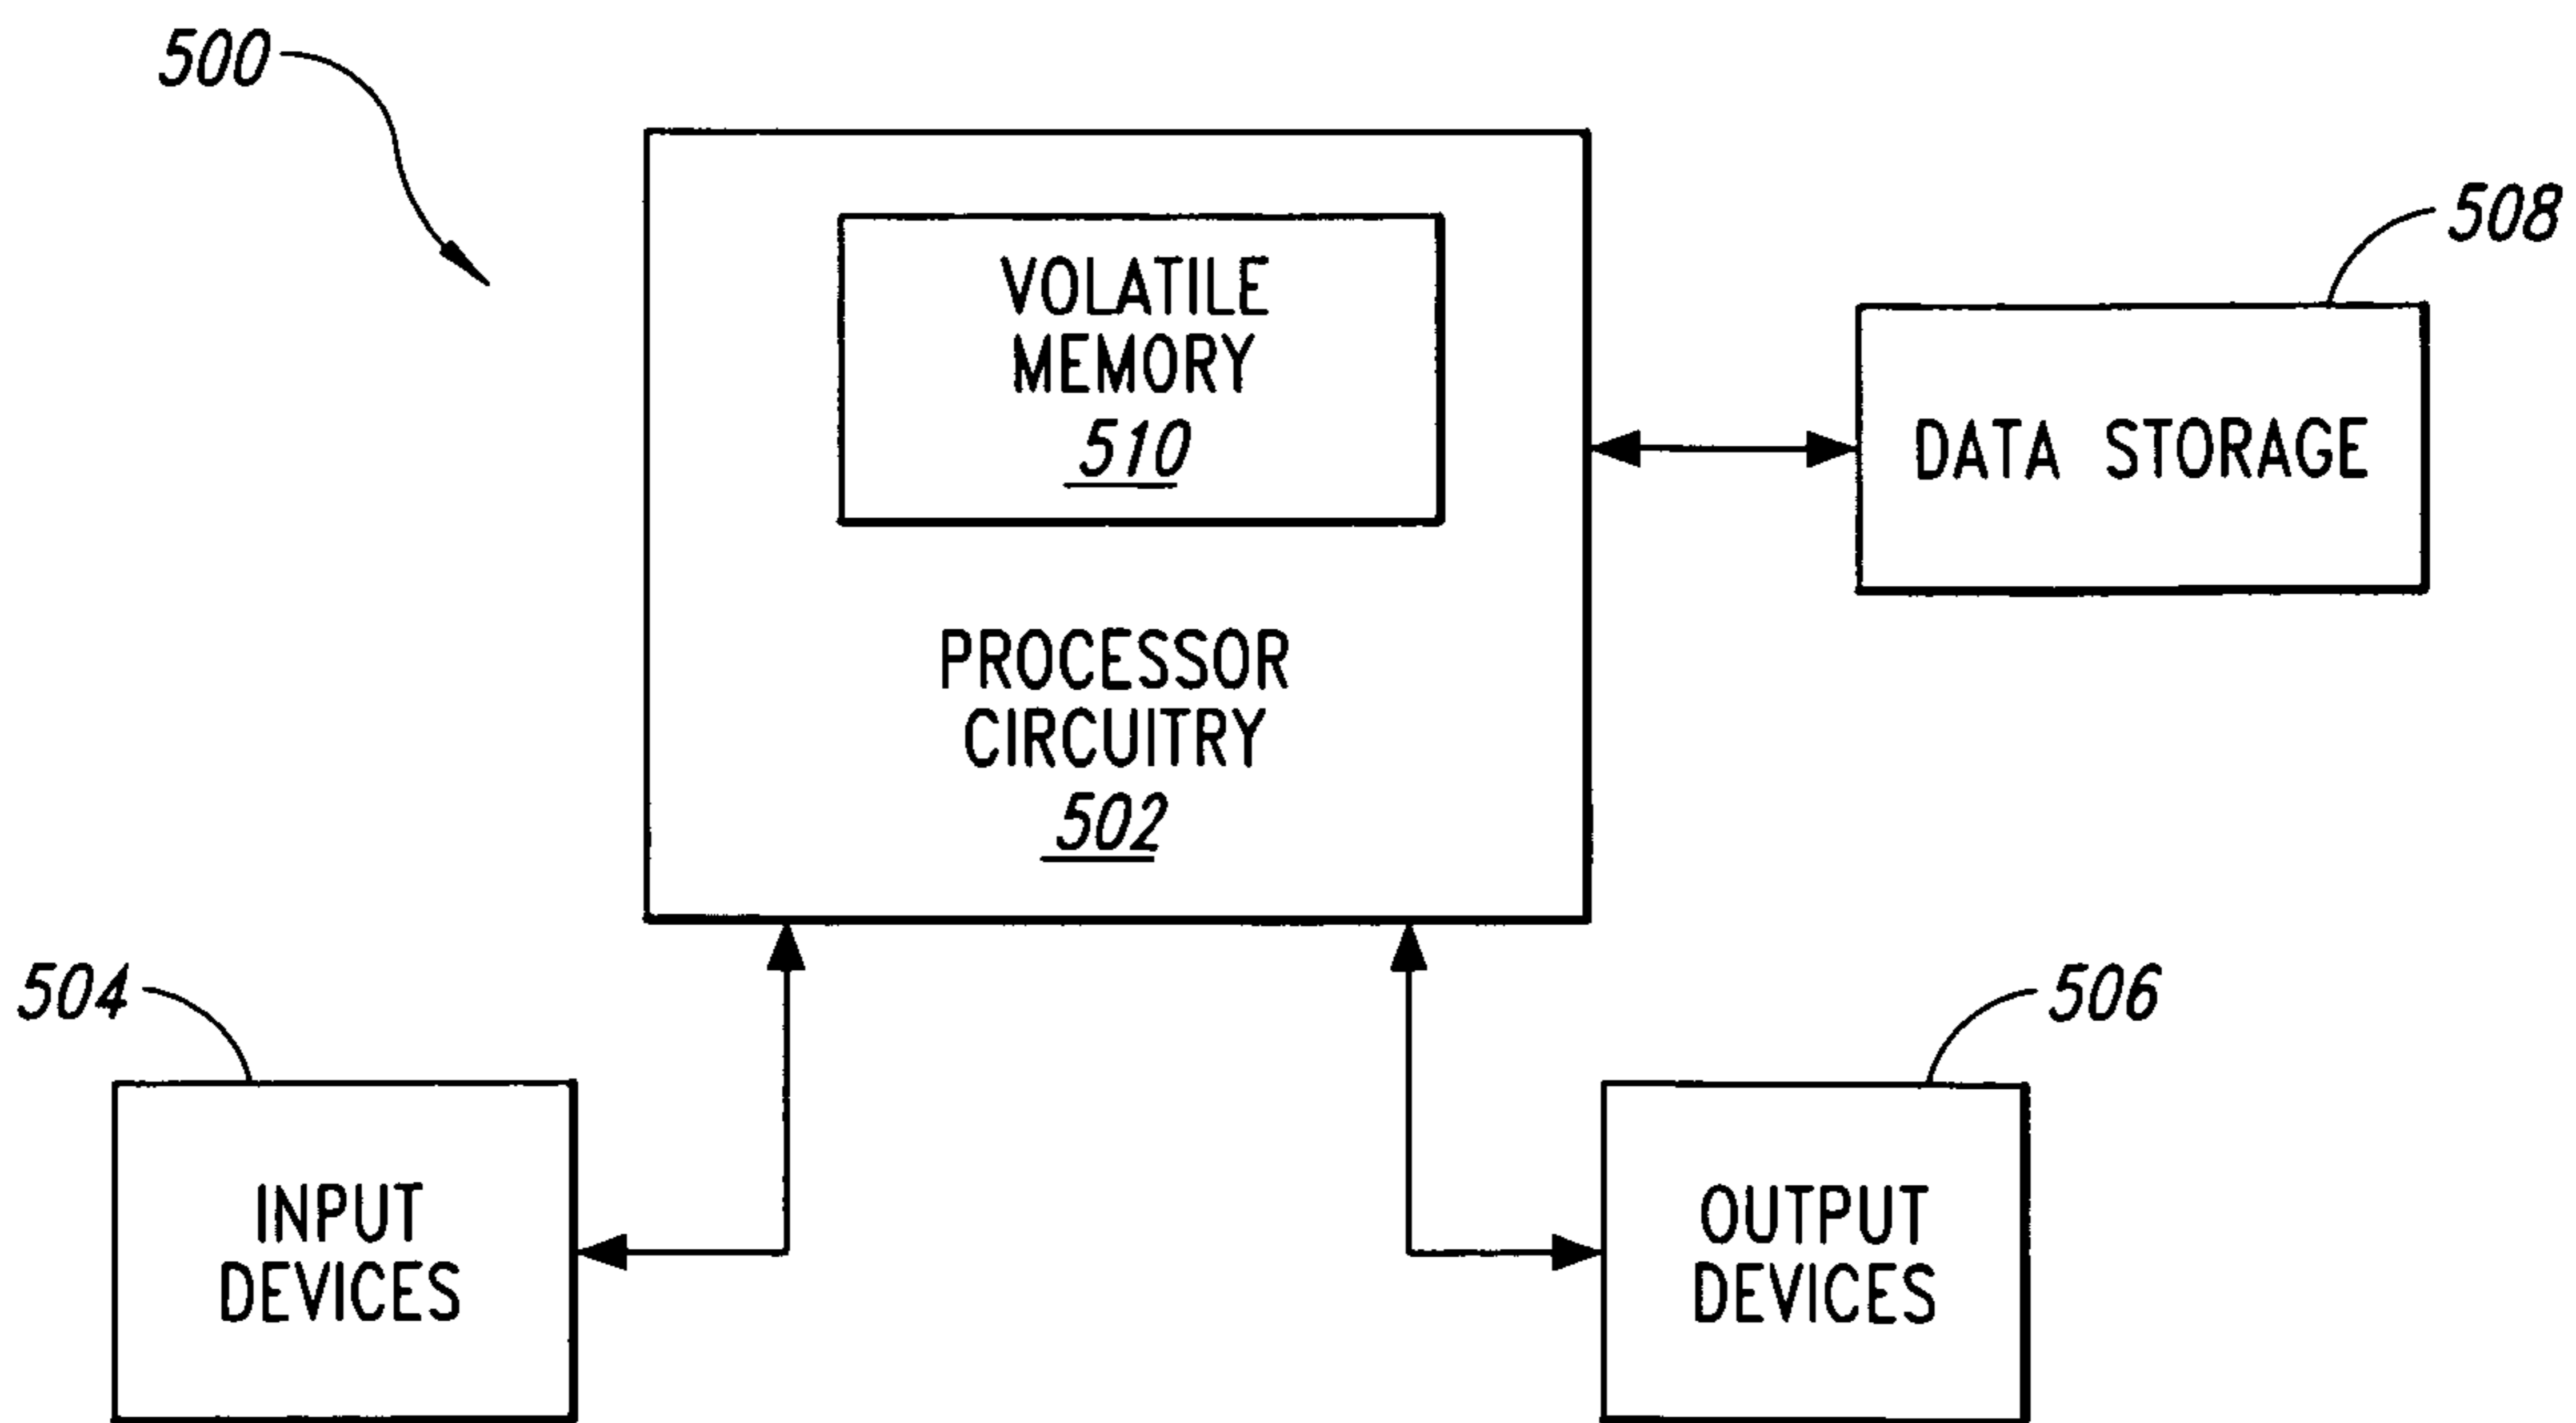 500
VOLATILE
MEMORY
510
508
DATA STORAGE
PROCESSOR
CIRCUITRY
502
504
506
INPUT
DEVICES
OUTPUT
DEVICES